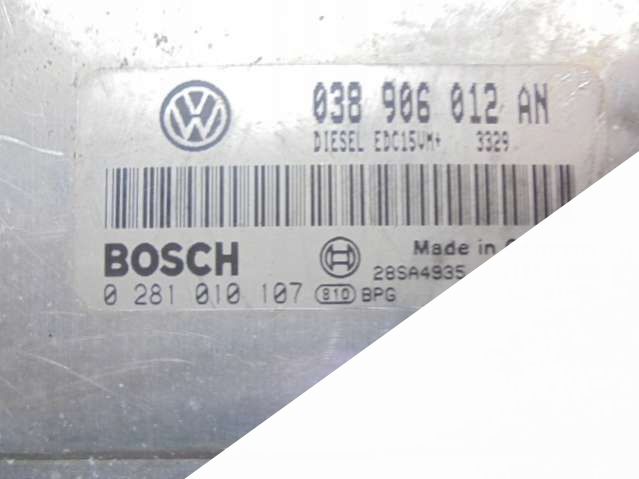 038 906 012 AN
DIESEL EDC15VM+ 3329
BOSCH
Made in
28SA4935
0 281 010 107 810 BPG